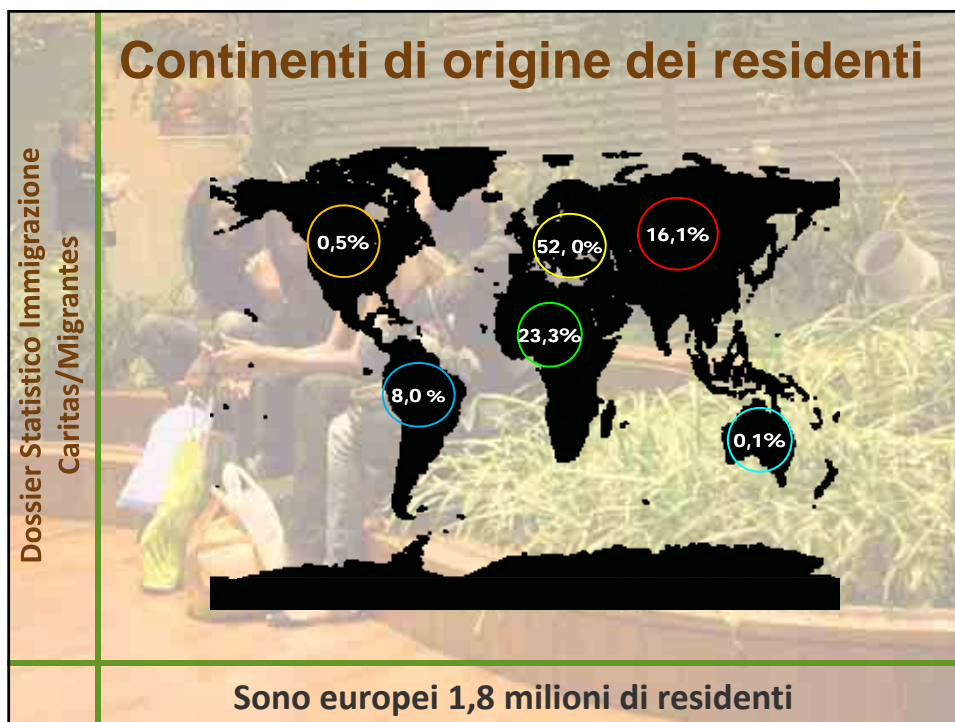 Continenti di origine dei residenti
Dossier Statistico Immigrazione
Caritas/Migrantes
0,5%
52, 0%
16,1%
23,3%
8,0 %
0,1%
Sono europei 1,8 milioni di residenti